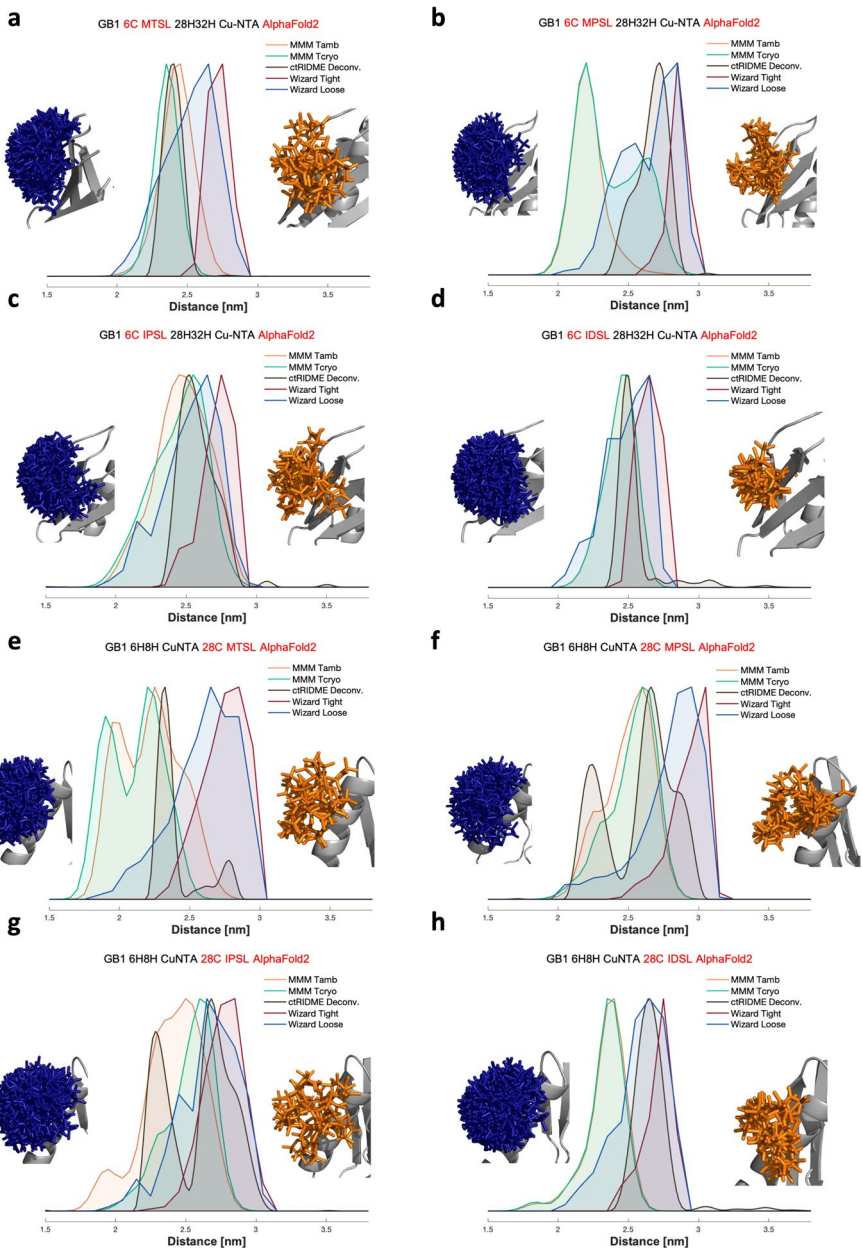 a
GB1 6C MTSL 28H32H Cu-NTA AlphaFold2
MMM Tamb
MMM Tcryo
ctRIDME Deconv.
Wizard Tight
Wizard Loose
1.5 2 2.5 3 3.5
Distance [nm]
b
GB1 6C MPSL 28H32H Cu-NTA AlphaFold2
MMM Tamb
MMM Tcryo
ctRIDME Deconv.
Wizard Tight
Wizard Loose
1.5 2 2.5 3 3.5
Distance [nm]
c
GB1 6C IPSL 28H32H Cu-NTA AlphaFold2
MMM Tamb
MMM Tcryo
ctRIDME Deconv.
Wizard Tight
Wizard Loose
1.5 2 2.5 3 3.5
Distance [nm]
d
GB1 6C IDSL 28H32H Cu-NTA AlphaFold2
MMM Tamb
MMM Tcryo
ctRIDME Deconv.
Wizard Tight
Wizard Loose
1.5 2 2.5 3 3.5
Distance [nm]
e
GB1 6H8H CuNTA 28C MTSL AlphaFold2
MMM Tamb
MMM Tcryo
ctRIDME Deconv.
Wizard Tight
Wizard Loose
1.5 2 2.5 3 3.5
Distance [nm]
f
GB1 6H8H CuNTA 28C MPSL AlphaFold2
MMM Tamb
MMM Tcryo
ctRIDME Deconv.
Wizard Tight
Wizard Loose
1.5 2 2.5 3 3.5
Distance [nm]
g
GB1 6H8H CuNTA 28C IPSL AlphaFold2
MMM Tamb
MMM Tcryo
ctRIDME Deconv.
Wizard Tight
Wizard Loose
1.5 2 2.5 3 3.5
Distance [nm]
h
GB1 6H8H CuNTA 28C IDSL AlphaFold2
MMM Tamb
MMM Tcryo
ctRIDME Deconv.
Wizard Tight
Wizard Loose
1.5 2 2.5 3 3.5
Distance [nm]